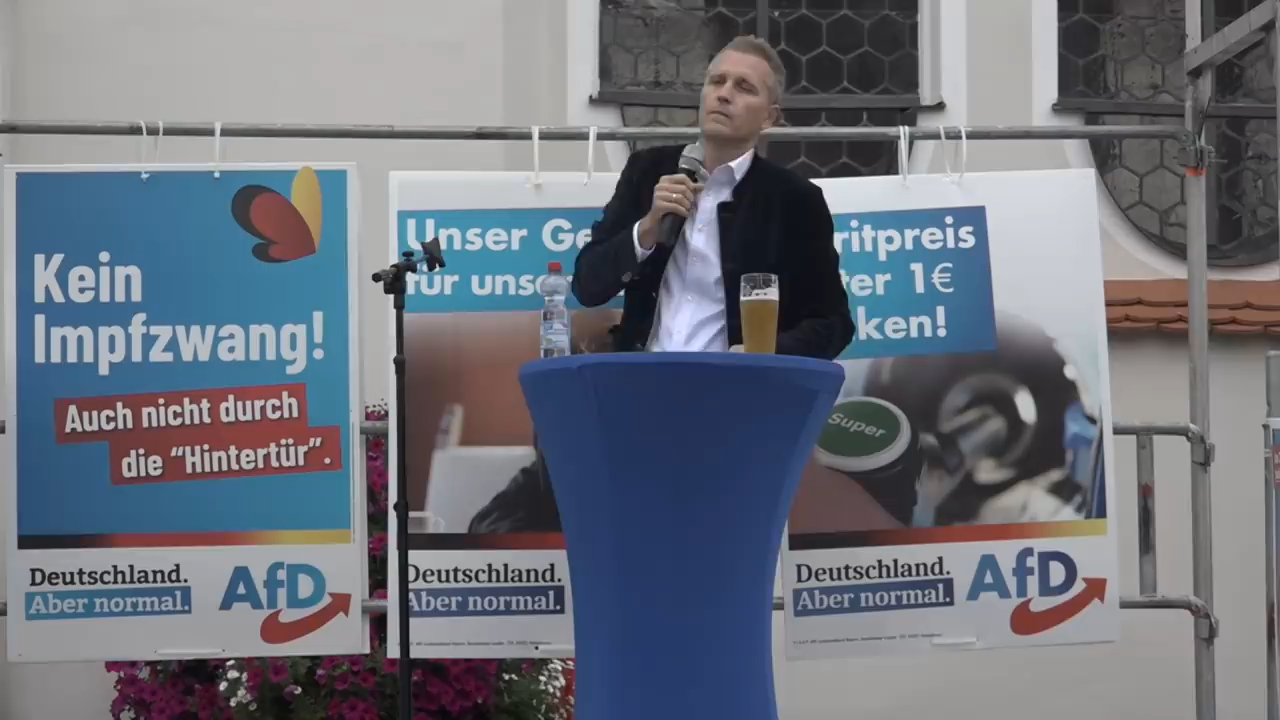 Kein
Impfzwang!
Auch nicht durch
die “Hintertür”.
Deutschland.
Aber normal.
AfD
Unser Ge
für unse
Deutschland.
Aber normal.
ritpreis
ter 1€
ken!
Super
Deutschland.
Aber normal.
AfD